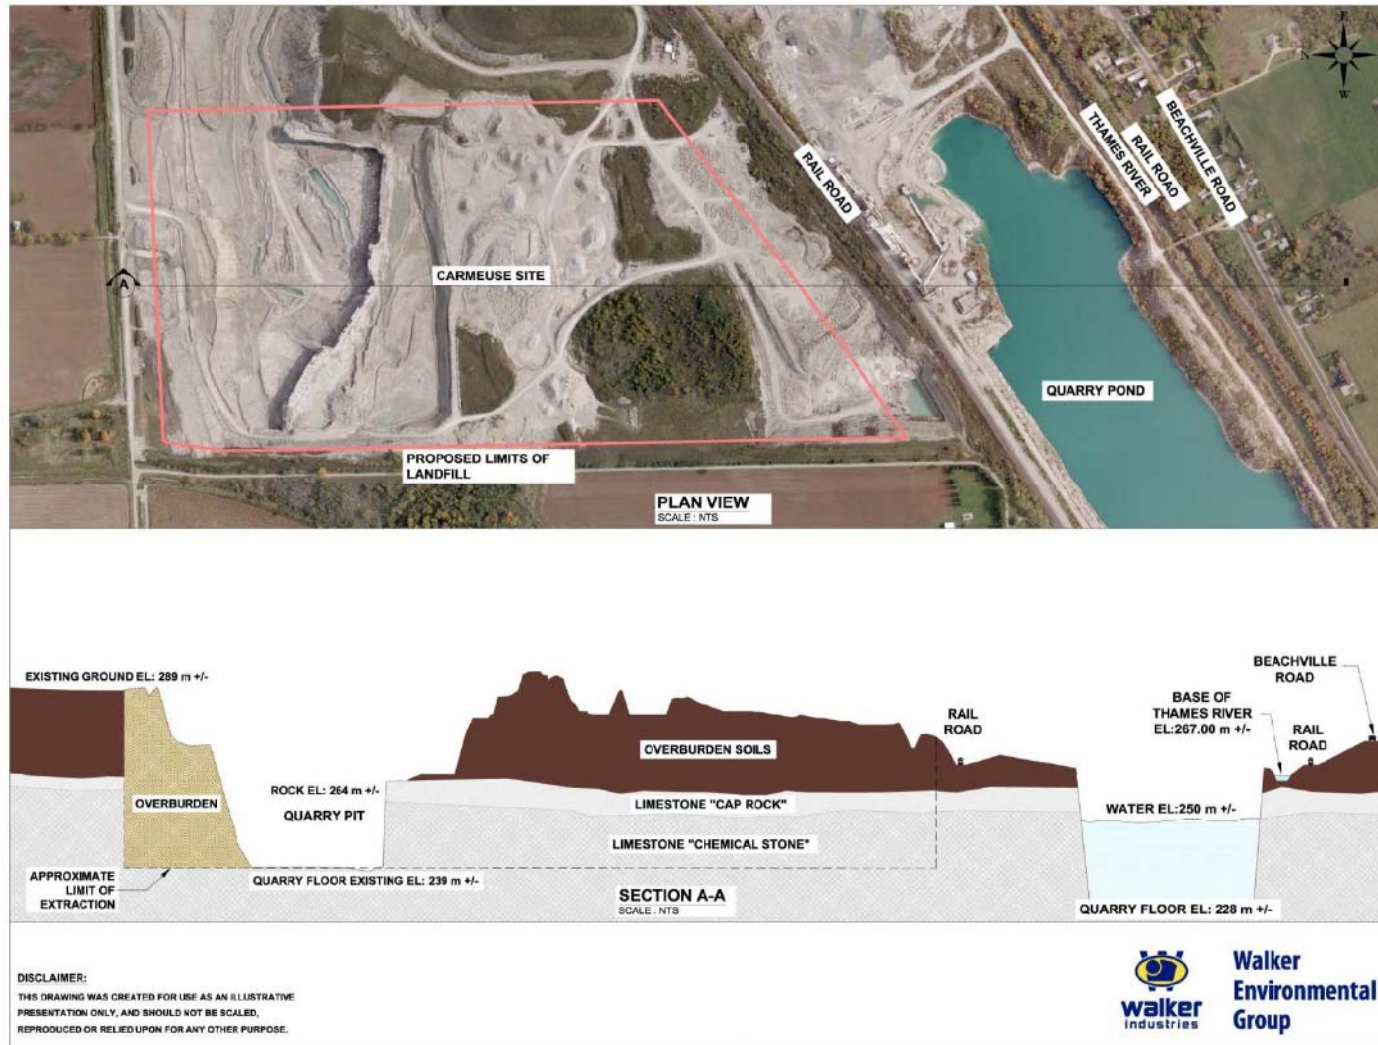 E
N
W
RAIL ROAD
THAMES RIVER
RAIL ROAD
BEACHVILLE ROAD
CARMEUSE SITE
A
QUARRY POND
PROPOSED LIMITS OF
LANDFILL
PLAN VIEW
SCALE : NTS
EXISTING GROUND EL: 289 m +/-
BEACHVILLE
ROAD
BASE OF
THAMES RIVER
EL:267.00 m +/-
RAIL
ROAD
RAIL
ROAD
OVERBURDEN SOILS
ROCK EL: 264 m +/-
QUARRY PIT
OVERBURDEN
LIMESTONE "CAP ROCK"
WATER EL:250 m +/-
LIMESTONE "CHEMICAL STONE"
APPROXIMATE
LIMIT OF
EXTRACTION
QUARRY FLOOR EXISTING EL: 239 m +/-
SECTION A-A
SCALE : NTS
QUARRY FLOOR EL: 228 m +/-
DISCLAIMER:
THIS DRAWING WAS CREATED FOR USE AS AN ILLUSTRATIVE
PRESENTATION ONLY, AND SHOULD NOT BE SCALED,
REPRODUCED OR RELIED UPON FOR ANY OTHER PURPOSE.
walker
industries
Walker
Environmental
Group